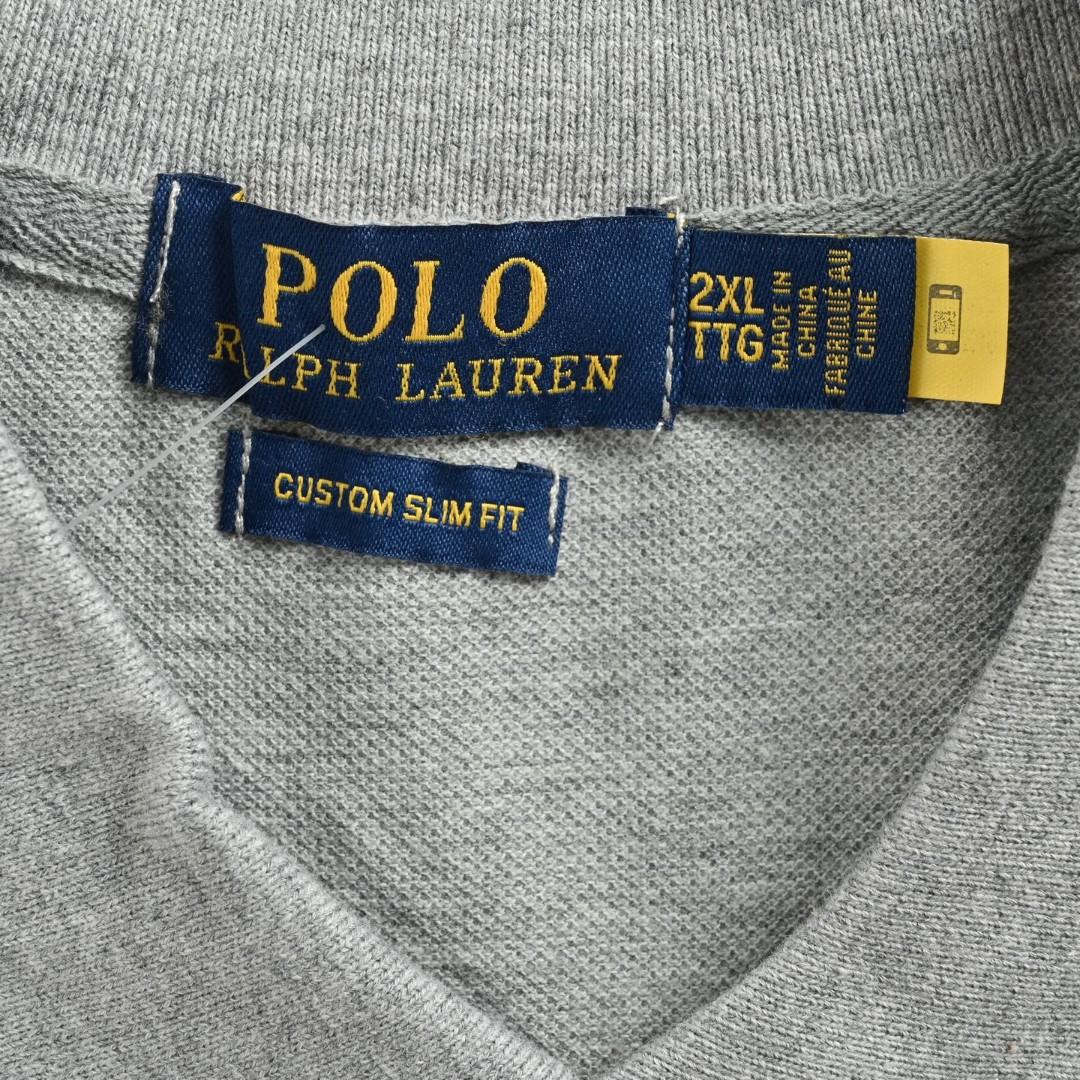 POLO
RALPH LAUREN
CUSTOM SLIM FIT
2XL
TTG
MADE IN
CHINA
FABRIQUÉ AU
CHINE